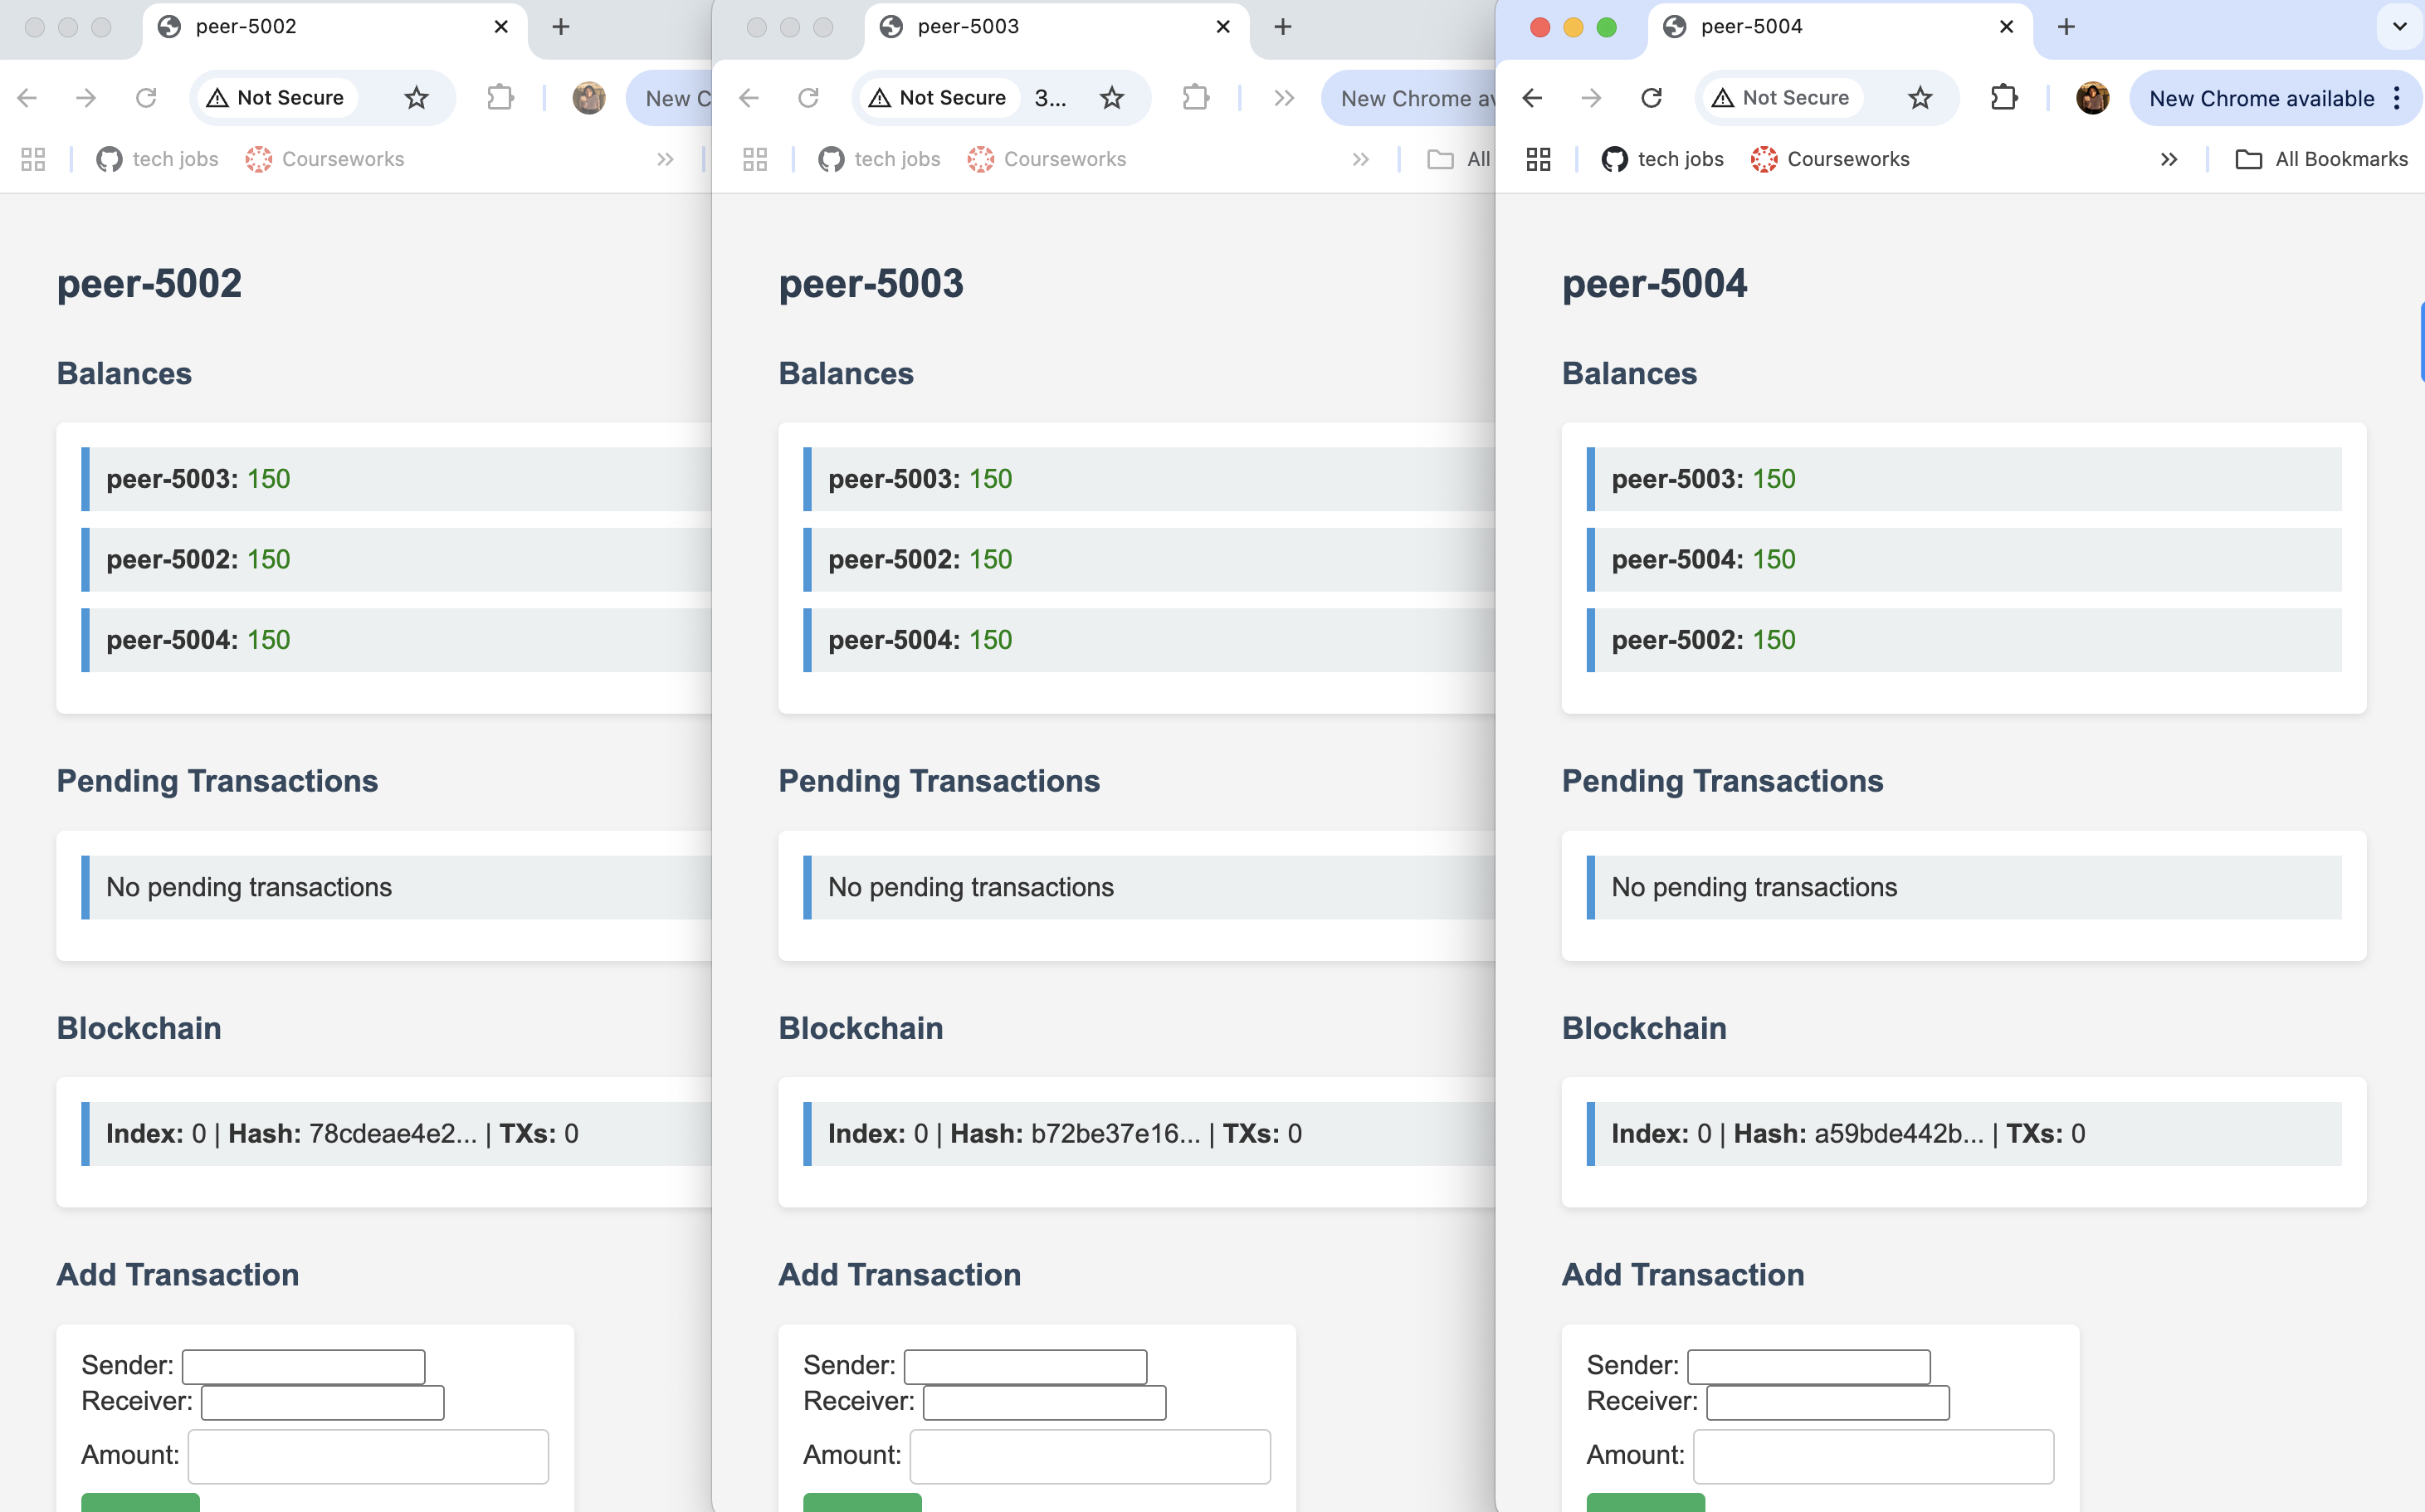 peer-5002
Not Secure
New C
tech jobs
Courseworks
peer-5002
Balances
peer-5003: 150
peer-5002: 150
peer-5004: 150
Pending Transactions
No pending transactions
Blockchain
Index: 0 | Hash: 78cdeae4e2... | TXs: 0
Add Transaction
Sender:
Receiver:
Amount:
peer-5003
Not Secure 3...
New Chrome av
tech jobs
Courseworks
All
peer-5003
Balances
peer-5003: 150
peer-5002: 150
peer-5004: 150
Pending Transactions
No pending transactions
Blockchain
Index: 0 | Hash: b72be37e16... | TXs: 0
Add Transaction
Sender:
Receiver:
Amount:
peer-5004
Not Secure
New Chrome available
tech jobs
Courseworks
All Bookmarks
peer-5004
Balances
peer-5003: 150
peer-5004: 150
peer-5002: 150
Pending Transactions
No pending transactions
Blockchain
Index: 0 | Hash: a59bde442b... | TXs: 0
Add Transaction
Sender:
Receiver:
Amount: